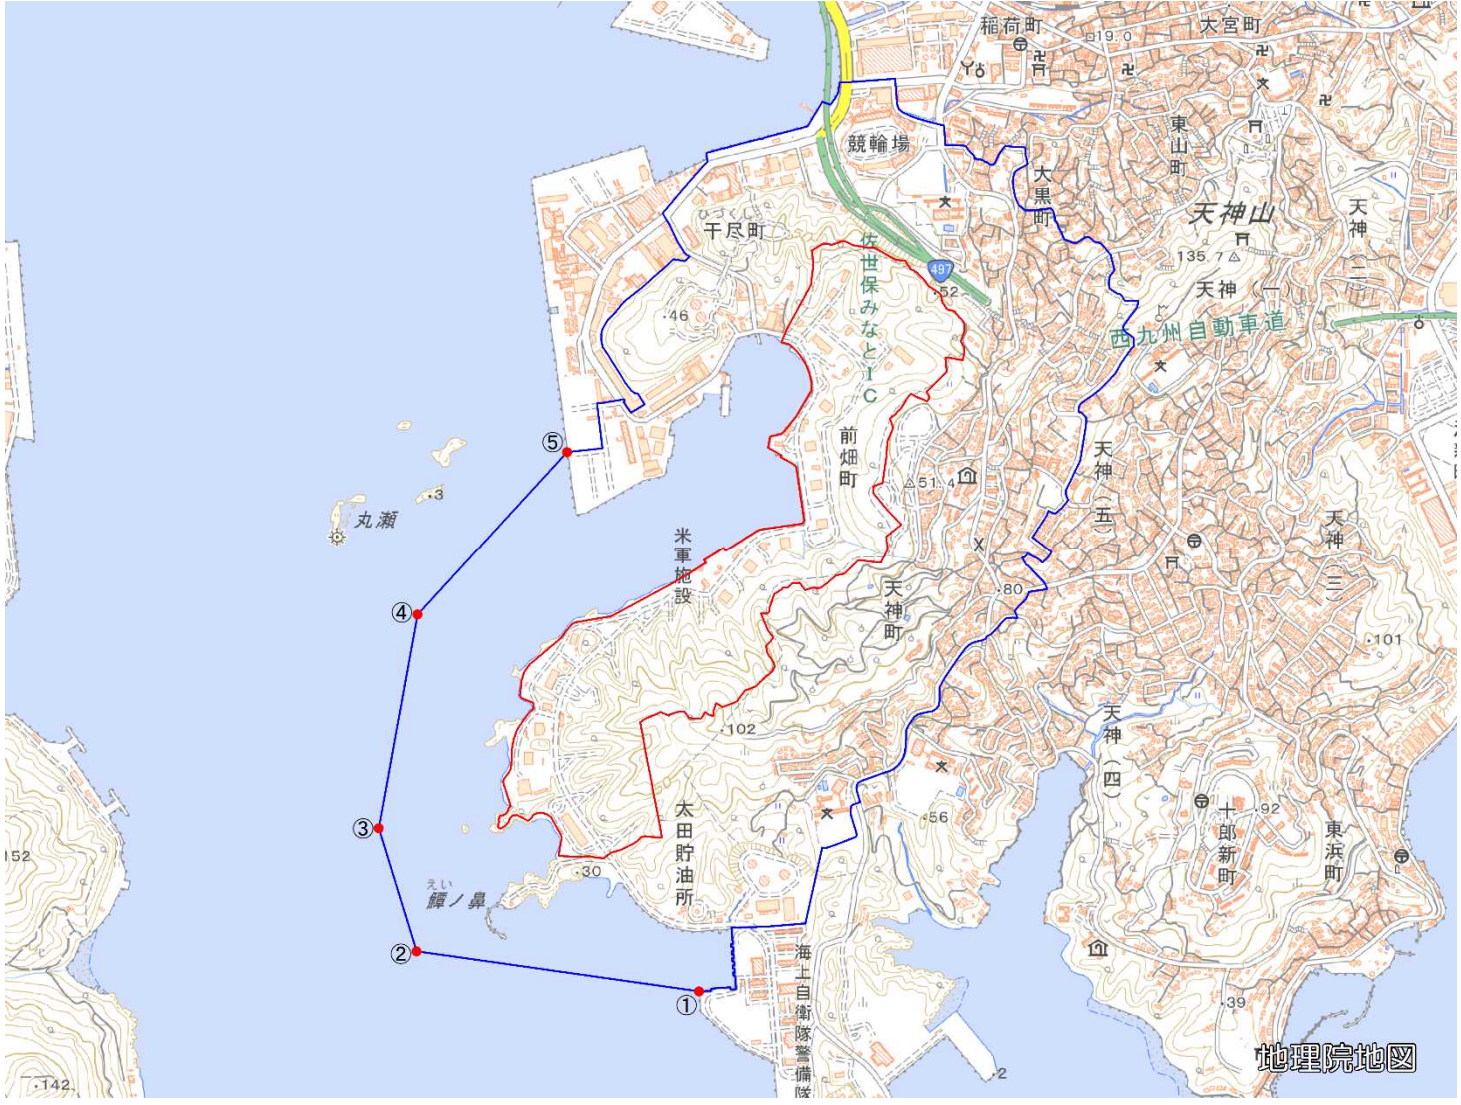 稲荷町
大宮町
19.0
競輪場
東山町
大黒町
天神山
ひづくし
干尽町
佐世保みなとIC
497
52
135.7
天神(一)
天神(二)
西九州自動車道
46
前畑町
51.4
天神(五)
⑤
3
丸瀬
米軍施設
天神(三)
天神町
80
④
101
102
天神(四)
太田貯油所
③
152
30
56
92
十郎新町
東浜町
えい
鱏ノ鼻
②
①
海上自衛隊警備隊
39
2
142
地理院地図